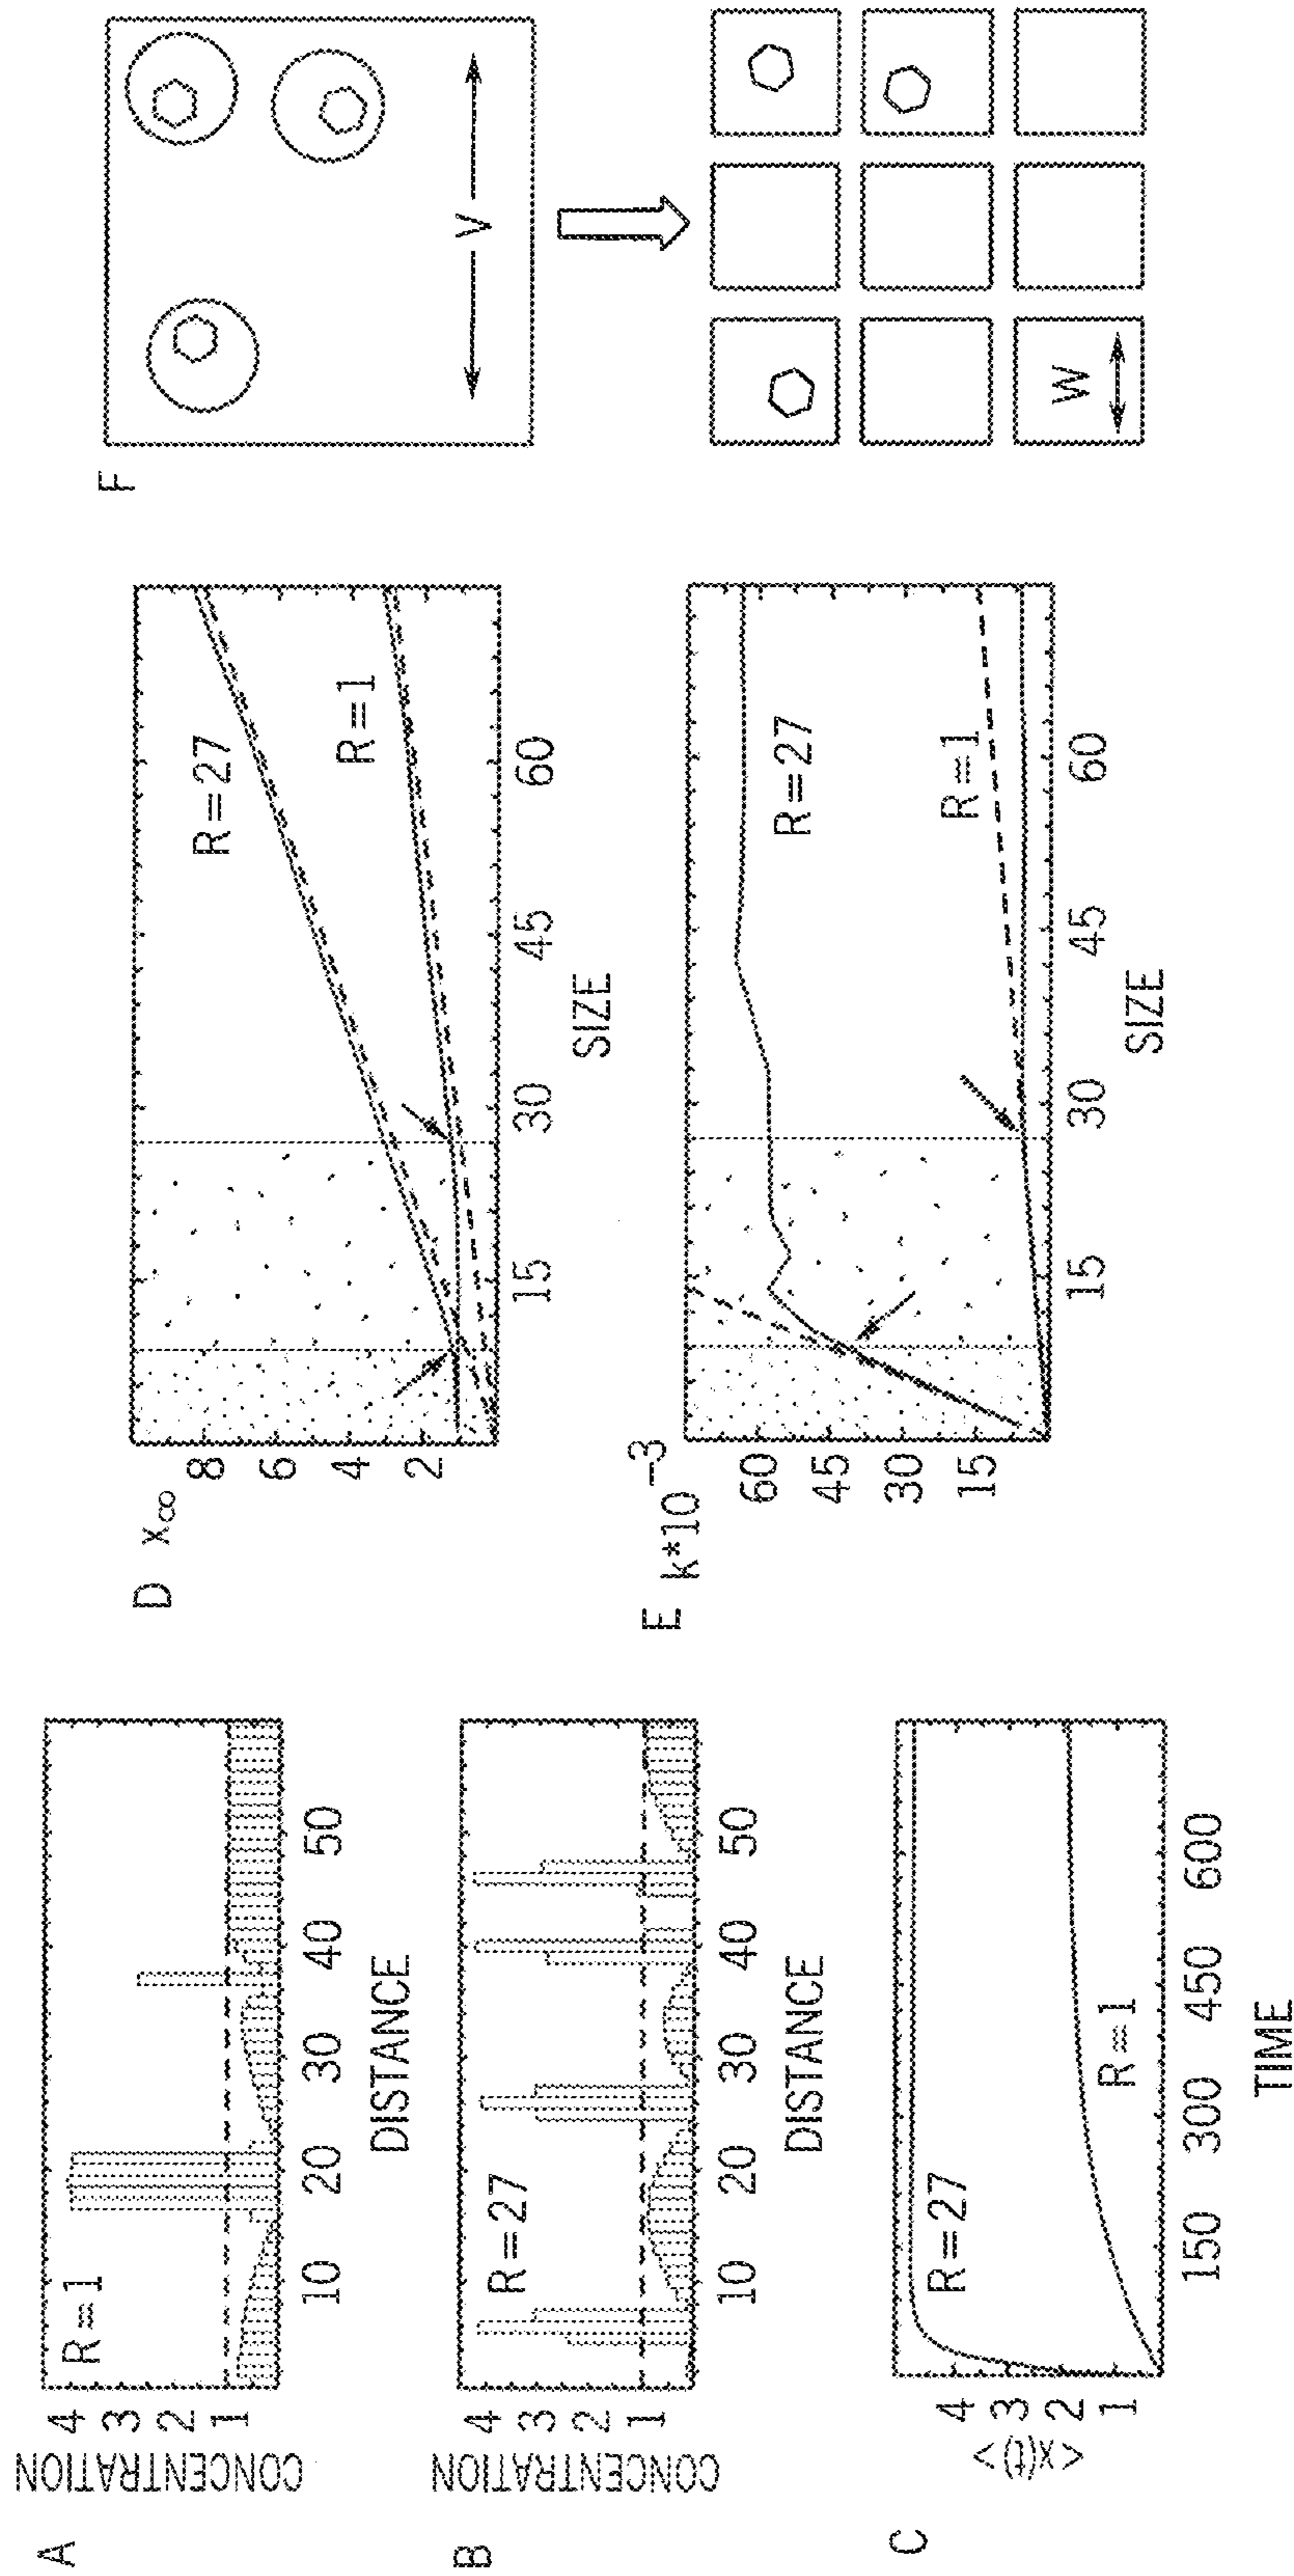 A
CONCENTRATION
4
3
2
1
R=1
10 20 30 40 50
DISTANCE
B
CONCENTRATION
4
3
2
1
R=27
10 20 30 40 50
DISTANCE
C
<x(t)>
4
3
2
1
R=27
R=1
150 300 450 600
TIME
D x∞
8
6
4
2
R=27
R=1
15 30 45 60
SIZE
E k*10⁻³
60
45
30
15
R=27
R=1
15 30 45 60
SIZE
F
V
W